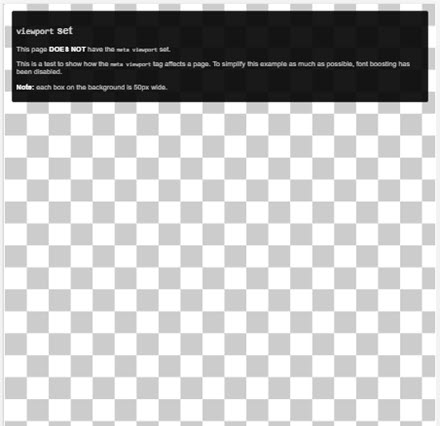 viewport set
This page DOES NOT have the meta viewport set.
This is a test to show how the meta viewport tag affects a page. To simplify this example as much as possible, font boosting has
been disabled.
Note: each box on the background is 50px wide.